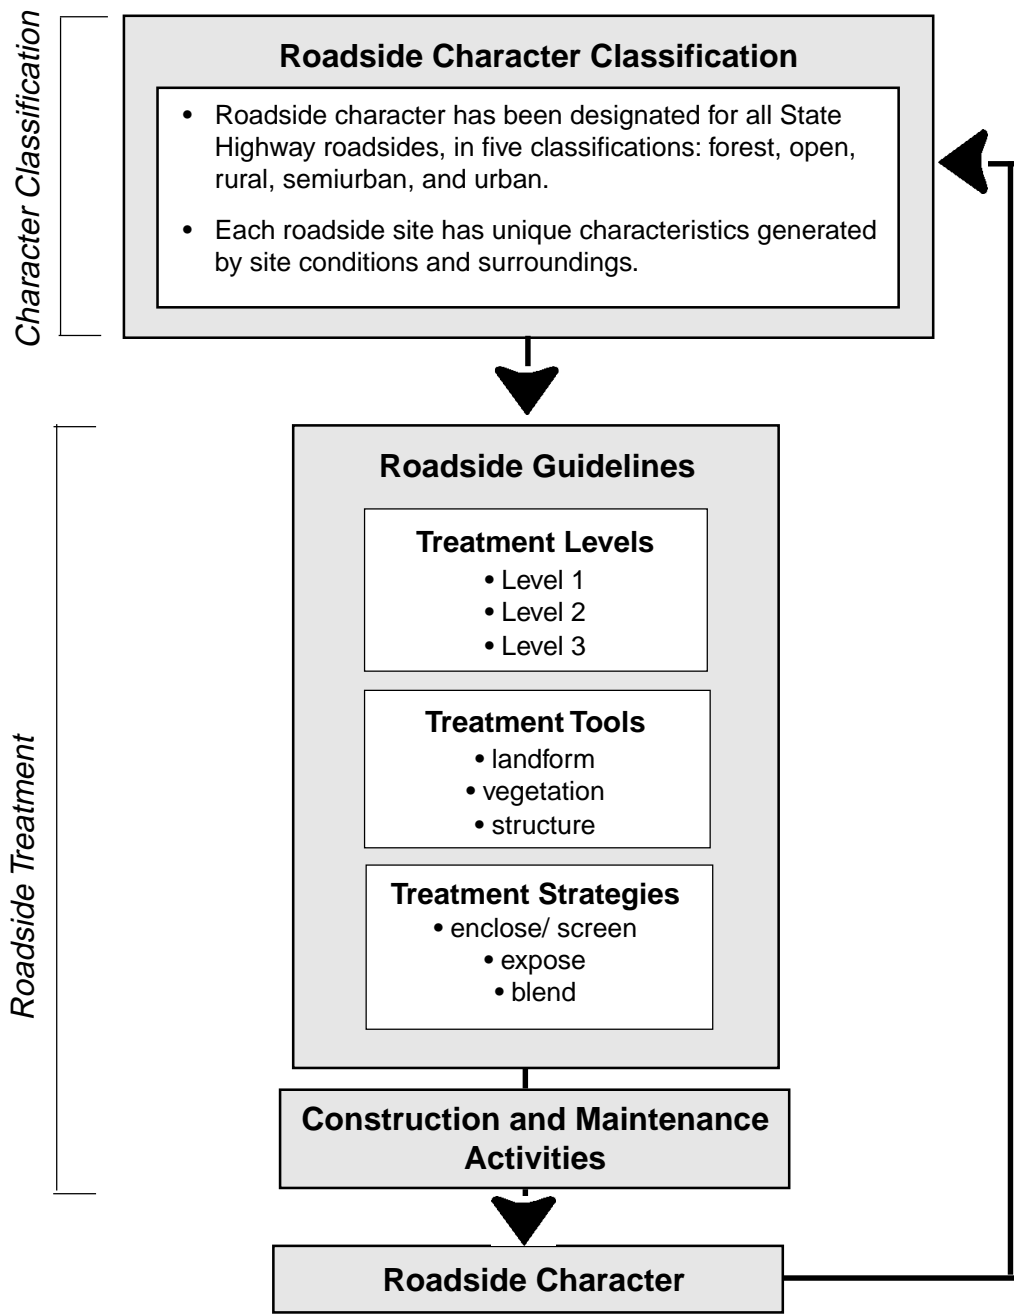 Character Classification
Roadside Character Classification
• Roadside character has been designated for all State
Highway roadsides, in five classifications: forest, open,
rural, semiurban, and urban.
• Each roadside site has unique characteristics generated
by site conditions and surroundings.
Roadside Treatment
Roadside Guidelines
Treatment Levels
• Level 1
• Level 2
• Level 3
Treatment Tools
• landform
• vegetation
• structure
Treatment Strategies
• enclose/ screen
• expose
• blend
Construction and Maintenance
Activities
Roadside Character